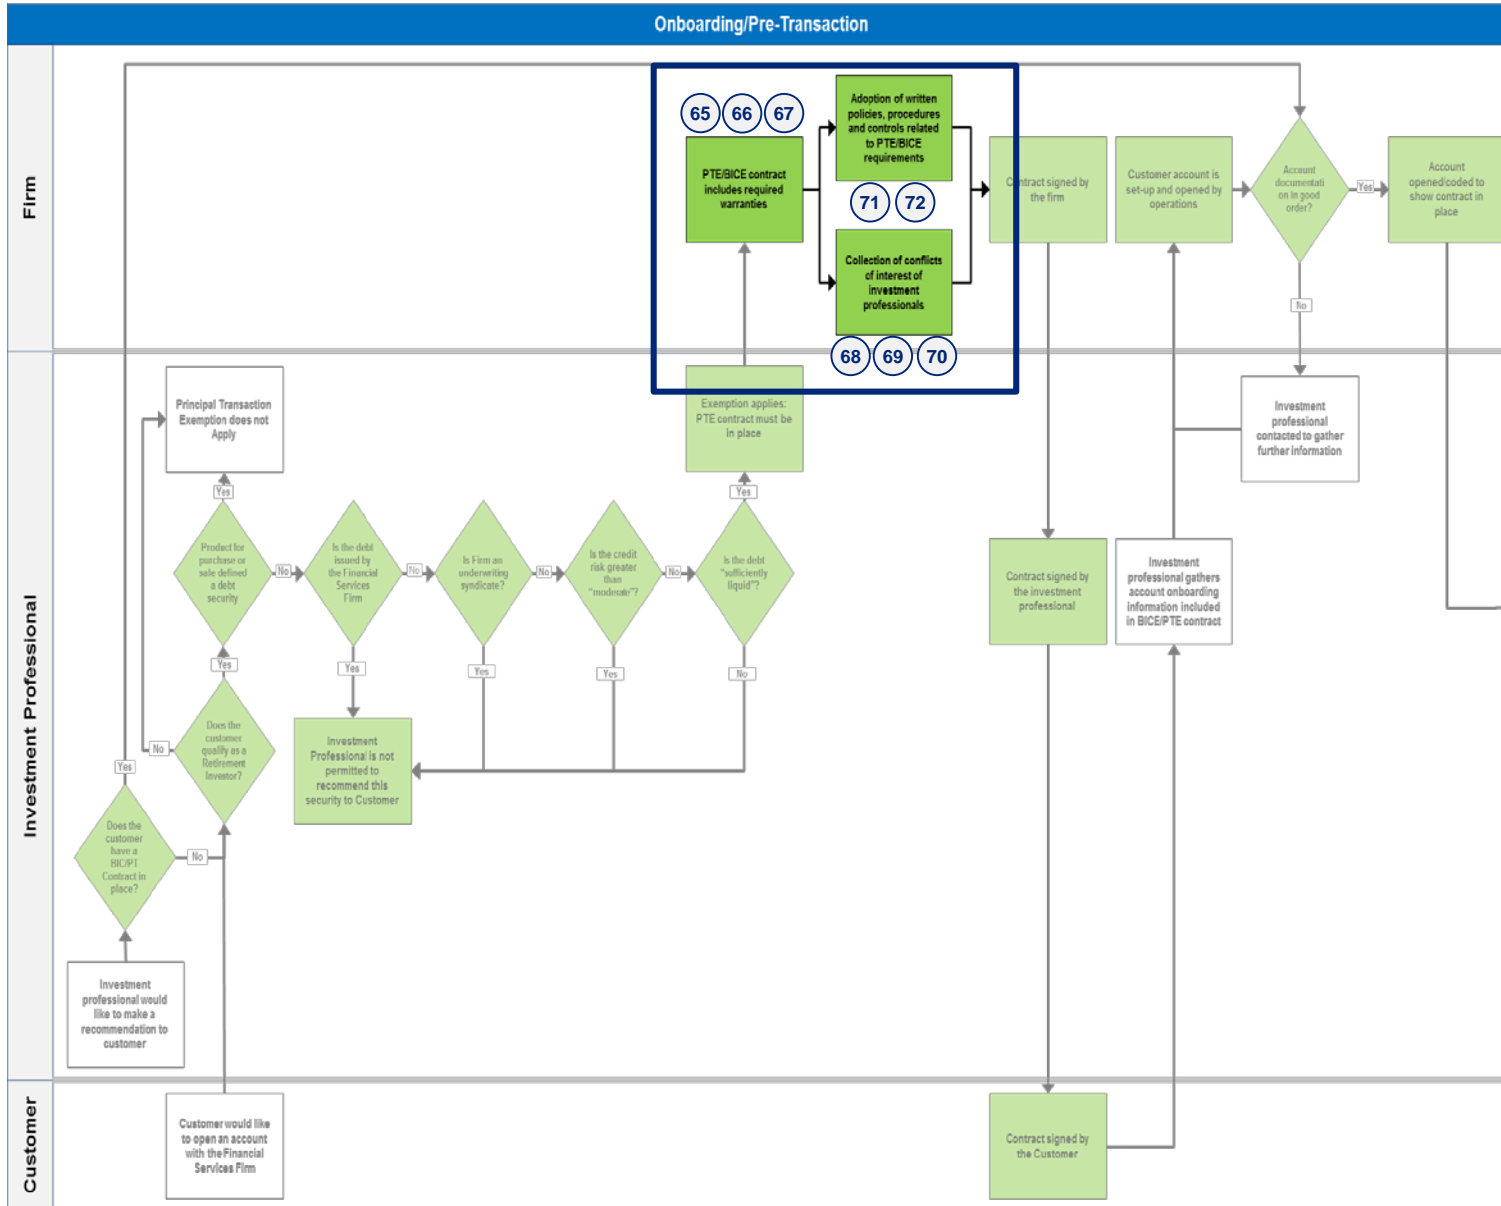 Onboarding/Pre-Transaction
Firm
65 66 67
PTE/BICE contract
includes required
warranties
Adoption of written
policies, procedures
and controls related
to PTE/BICE
requirements
71 72
Collection of conflicts
of interest of
investment
professionals
68 69 70
Contract signed by
the firm
Customer account is
set-up and opened by
operations
Account
documentati
on in good
order?
Yes
Account
opened/coded to
show contract in
place
No
Investment Professional
Principal Transaction
Exemption does not
Apply
Exemption applies:
PTE contract must be
in place
Investment
professional
contacted to gather
further information
Yes
Yes
Product for
purchase or
sale defined
a debt
security
No
Is the debt
issued by
the Financial
Services
Firm
No
Is Firm an
underwriting
syndicate?
No
Is the credit
risk greater
than
"moderate"?
No
Is the debt
"sufficiently
liquid"?
Contract signed by
the investment
professional
Investment
professional gathers
account onboarding
information included
in BICE/PTE contract
Yes
Yes
Yes
Yes
No
Does the
customer
qualify as a
Retirement
Investor?
No
Investment
Professional is not
permitted to
recommend this
security to Customer
Yes
Does the
customer
have a
BIC/PT
Contract in
place?
No
Investment
professional would
like to make a
recommendation to
customer
Customer
Customer would like
to open an account
with the Financial
Services Firm
Contract signed by
the Customer